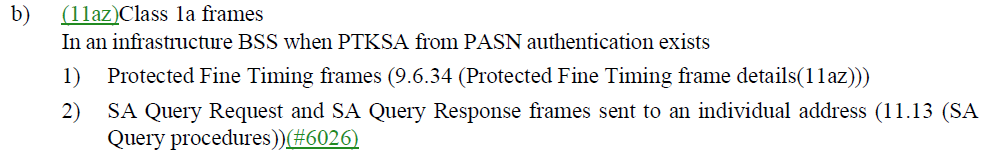 b) (11az)Class 1a frames
In an infrastructure BSS when PTKSA from PASN authentication exists
1) Protected Fine Timing frames (9.6.34 (Protected Fine Timing frame details(11az)))
2) SA Query Request and SA Query Response frames sent to an individual address (11.13 (SA
Query procedures))(#6026)